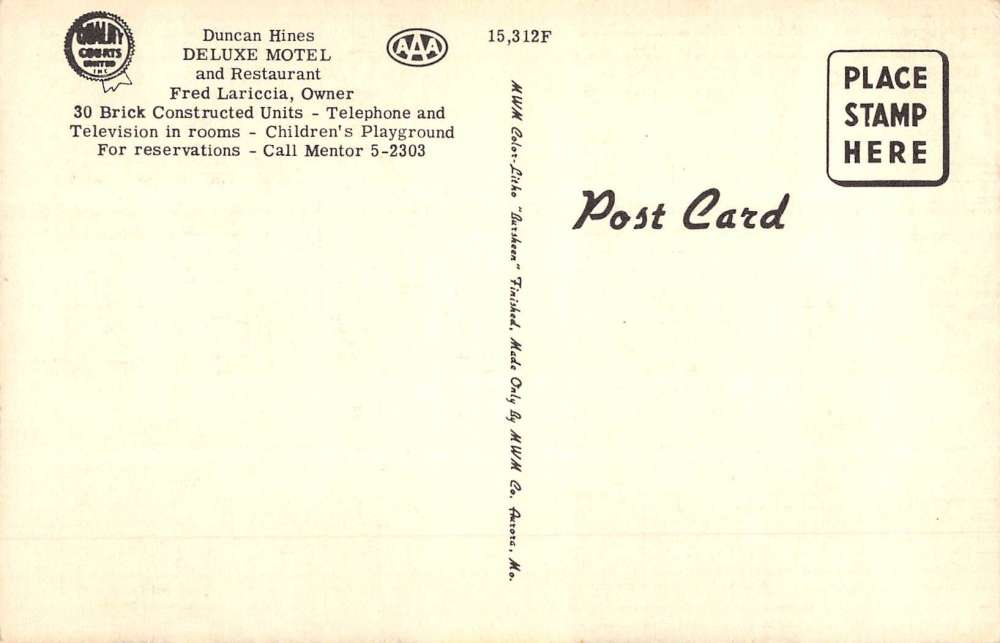 QUALITY
COURTS
UNITED
INC
Duncan Hines
DELUXE MOTEL
and Restaurant
Fred Lariccia, Owner
30 Brick Constructed Units - Telephone and
Television in rooms - Children's Playground
For reservations - Call Mentor 5-2303
AAA
15,312F
MWM Color-Litho "Bursheen" Finished, Made Only By MWM Co. Aurora, Mo.
Post Card
PLACE
STAMP
HERE